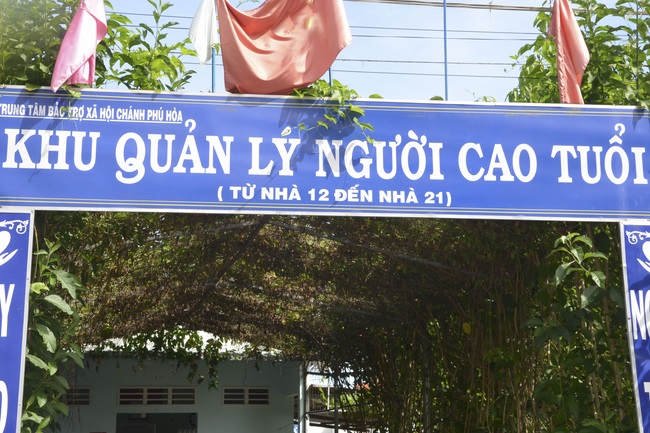 TRUNG TÂM BẢO TRỢ XÃ HỘI CHÁNH PHÚ HÒA
KHU QUẢN LÝ NGƯỜI CAO TUỔI
( TỪ NHÀ 12 ĐẾN NHÀ 21)